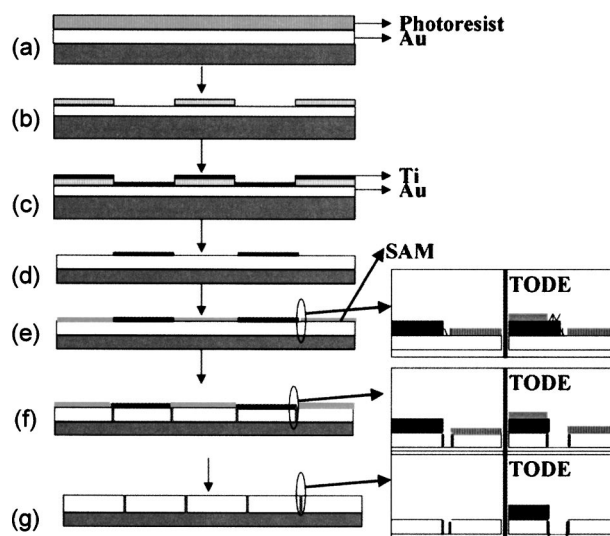 (a)
Photoresist
Au
(b)
(c)
Ti
Au
(d)
SAM
(e)
TODE
(f)
TODE
(g)
TODE